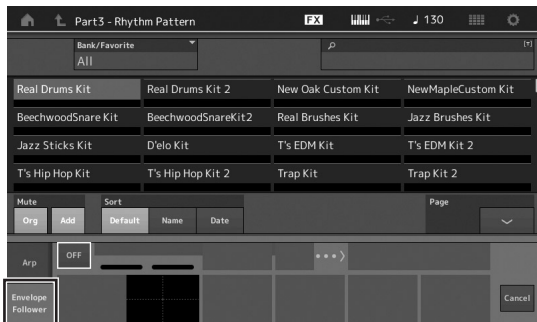 Part3 - Rhythm Pattern FX ♩ 130
Bank/Favorite
All
[T]
Real Drums Kit Real Drums Kit 2 New Oak Custom Kit NewMapleCustom Kit
BeechwoodSnare Kit BeechwoodSnareKit2 Real Brushes Kit Jazz Brushes Kit
Jazz Sticks Kit D'elo Kit T's EDM Kit T's EDM Kit 2
T's Hip Hop Kit T's Hip Hop Kit 2 Trap Kit Trap Kit 2
Mute Sort Page
Org Add Default Name Date
Arp OFF
Envelope
Follower
Cancel